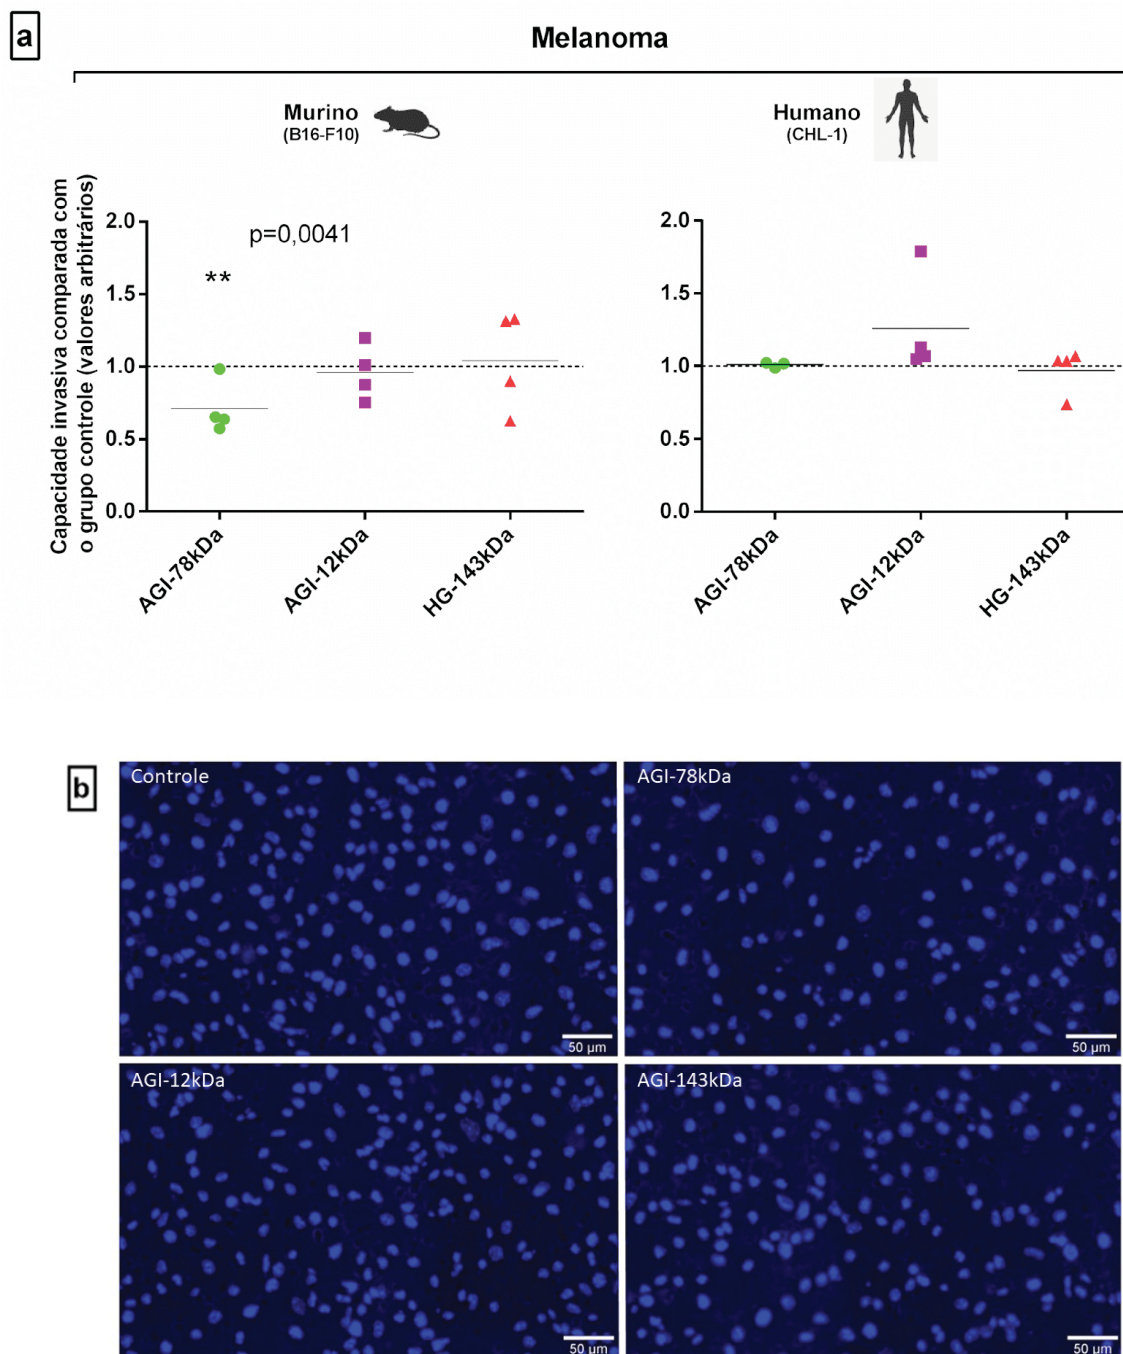 a
Melanoma
Murino
(B16-F10)
Humano
(CHL-1)
Capacidade invasiva comparada com
o grupo controle (valores arbitrários)
2.0
1.5
1.0
0.5
0.0
p=0,0041
**
AGI-78kDa
AGI-12kDa
HG-143kDa
2.0
1.5
1.0
0.5
0.0
AGI-78kDa
AGI-12kDa
HG-143kDa
b
Controle
50 µm
AGI-78kDa
50 µm
AGI-12kDa
50 µm
AGI-143kDa
50 µm